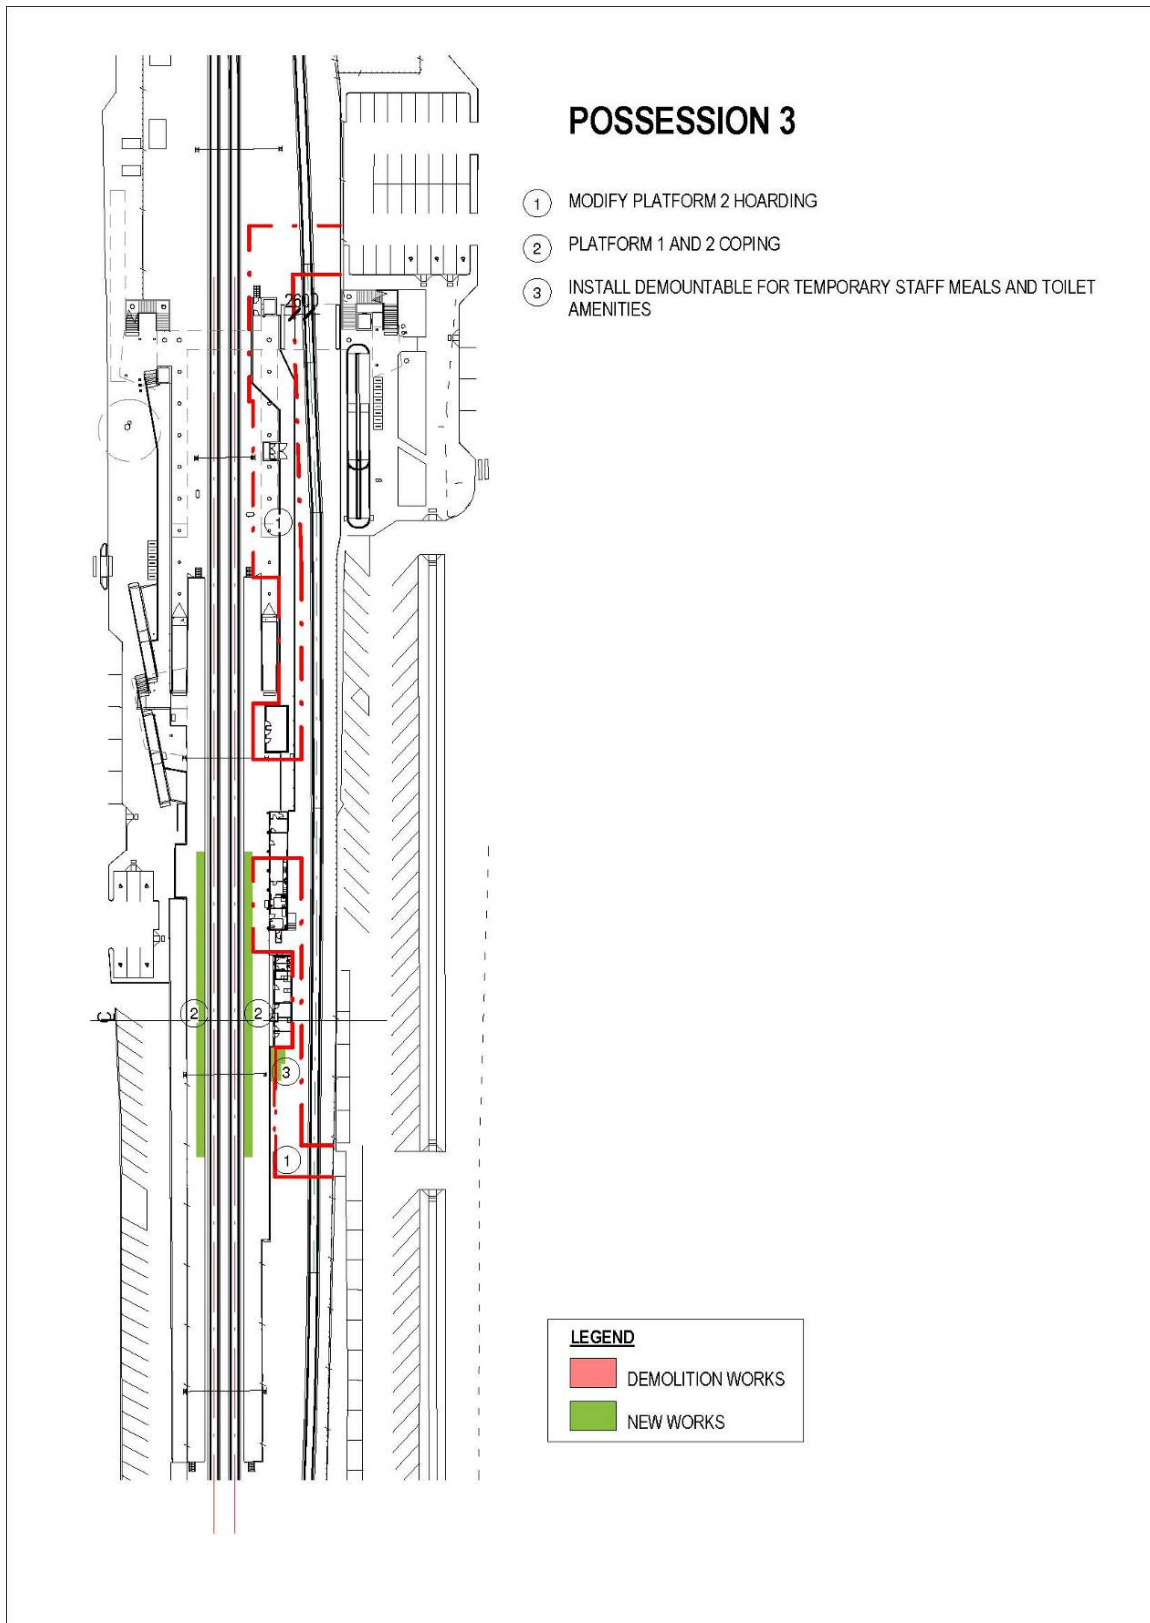 POSSESSION 3
1 MODIFY PLATFORM 2 HOARDING
2 PLATFORM 1 AND 2 COPING
3 INSTALL DEMOUNTABLE FOR TEMPORARY STAFF MEALS AND TOILET
AMENITIES
2600
1
2 2
3
1
LEGEND
DEMOLITION WORKS
NEW WORKS